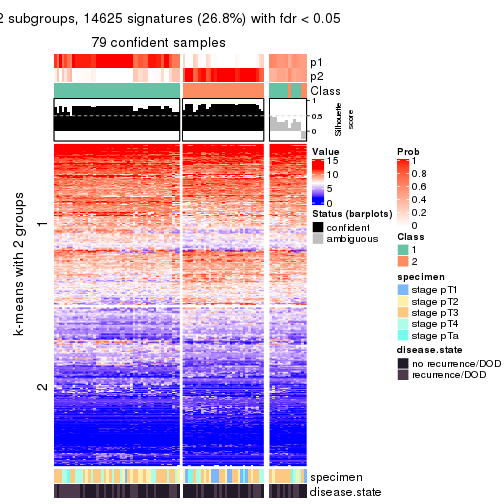 2 subgroups, 14625 signatures (26.8%) with fdr < 0.05
79 confident samples
p1
p2
Class
1
0.5
0
Silhouette
score
k-means with 2 groups
1
2
specimen
disease.state
Value
15
10
5
0
Status (barplots)
confident
ambiguous
Prob
1
0.8
0.6
0.4
0.2
0
Class
1
2
specimen
stage pT1
stage pT2
stage pT3
stage pT4
stage pTa
disease.state
no recurrence/DOD
recurrence/DOD